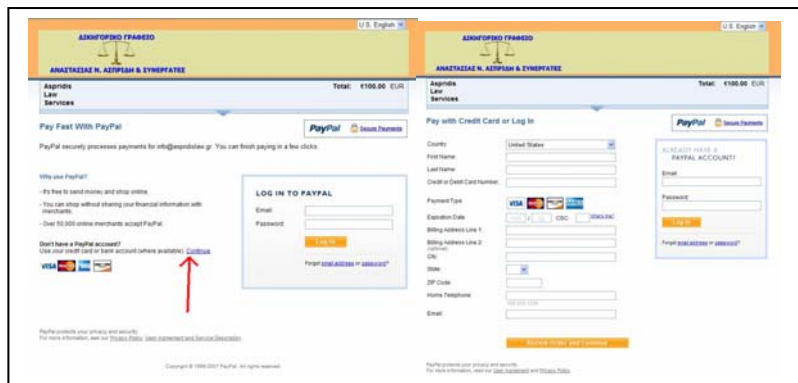 U.S. English
ΔΙΚΗΓΟΡΙΚΟ ΓΡΑΦΕΙΟ
ΑΝΑΣΤΑΣΙΑΣ Ν. ΑΣΠΡΙΔΗ & ΣΥΝΕΡΓΑΤΕΣ
Aspridis
Law
Services
Total: €100.00 EUR
Pay Fast With PayPal
PayPal Secure Payments
PayPal securely processes payments for info@aspridislaw.gr. You can finish paying in a few clicks.
Why use PayPal?
- It's free to send money and shop online.
- You can shop without sharing your financial information with
merchants.
- Over 50,000 online merchants accept PayPal.
Don't have a PayPal account?
Use your credit card or bank account (where available). Continue
VISA
LOG IN TO PAYPAL
Email:
Password:
Log In
Forgot email address or password?
PayPal protects your privacy and security.
For more information, see our Privacy Policy, User Agreement and Service Description.
Copyright © 1999-2007 PayPal. All rights reserved.
U.S. English
ΔΙΚΗΓΟΡΙΚΟ ΓΡΑΦΕΙΟ
ΑΝΑΣΤΑΣΙΑΣ Ν. ΑΣΠΡΙΔΗ & ΣΥΝΕΡΓΑΤΕΣ
Aspridis
Law
Services
Total: €100.00 EUR
Pay with Credit Card or Log In
PayPal Secure Payments
Country:
United States
First Name:
Last Name:
Credit or Debit Card Number:
Payment Type
VISA
Expiration Date:
/ CSC:
What's this?
Billing Address Line 1:
Billing Address Line 2:
(optional)
City:
State:
ZIP Code:
Home Telephone:
Email:
Review Order and Continue
ALREADY HAVE A
PAYPAL ACCOUNT?
Email:
Password:
Log In
Forgot email address or password?
PayPal protects your privacy and security.
For more information, read our User Agreement and Privacy Policy.